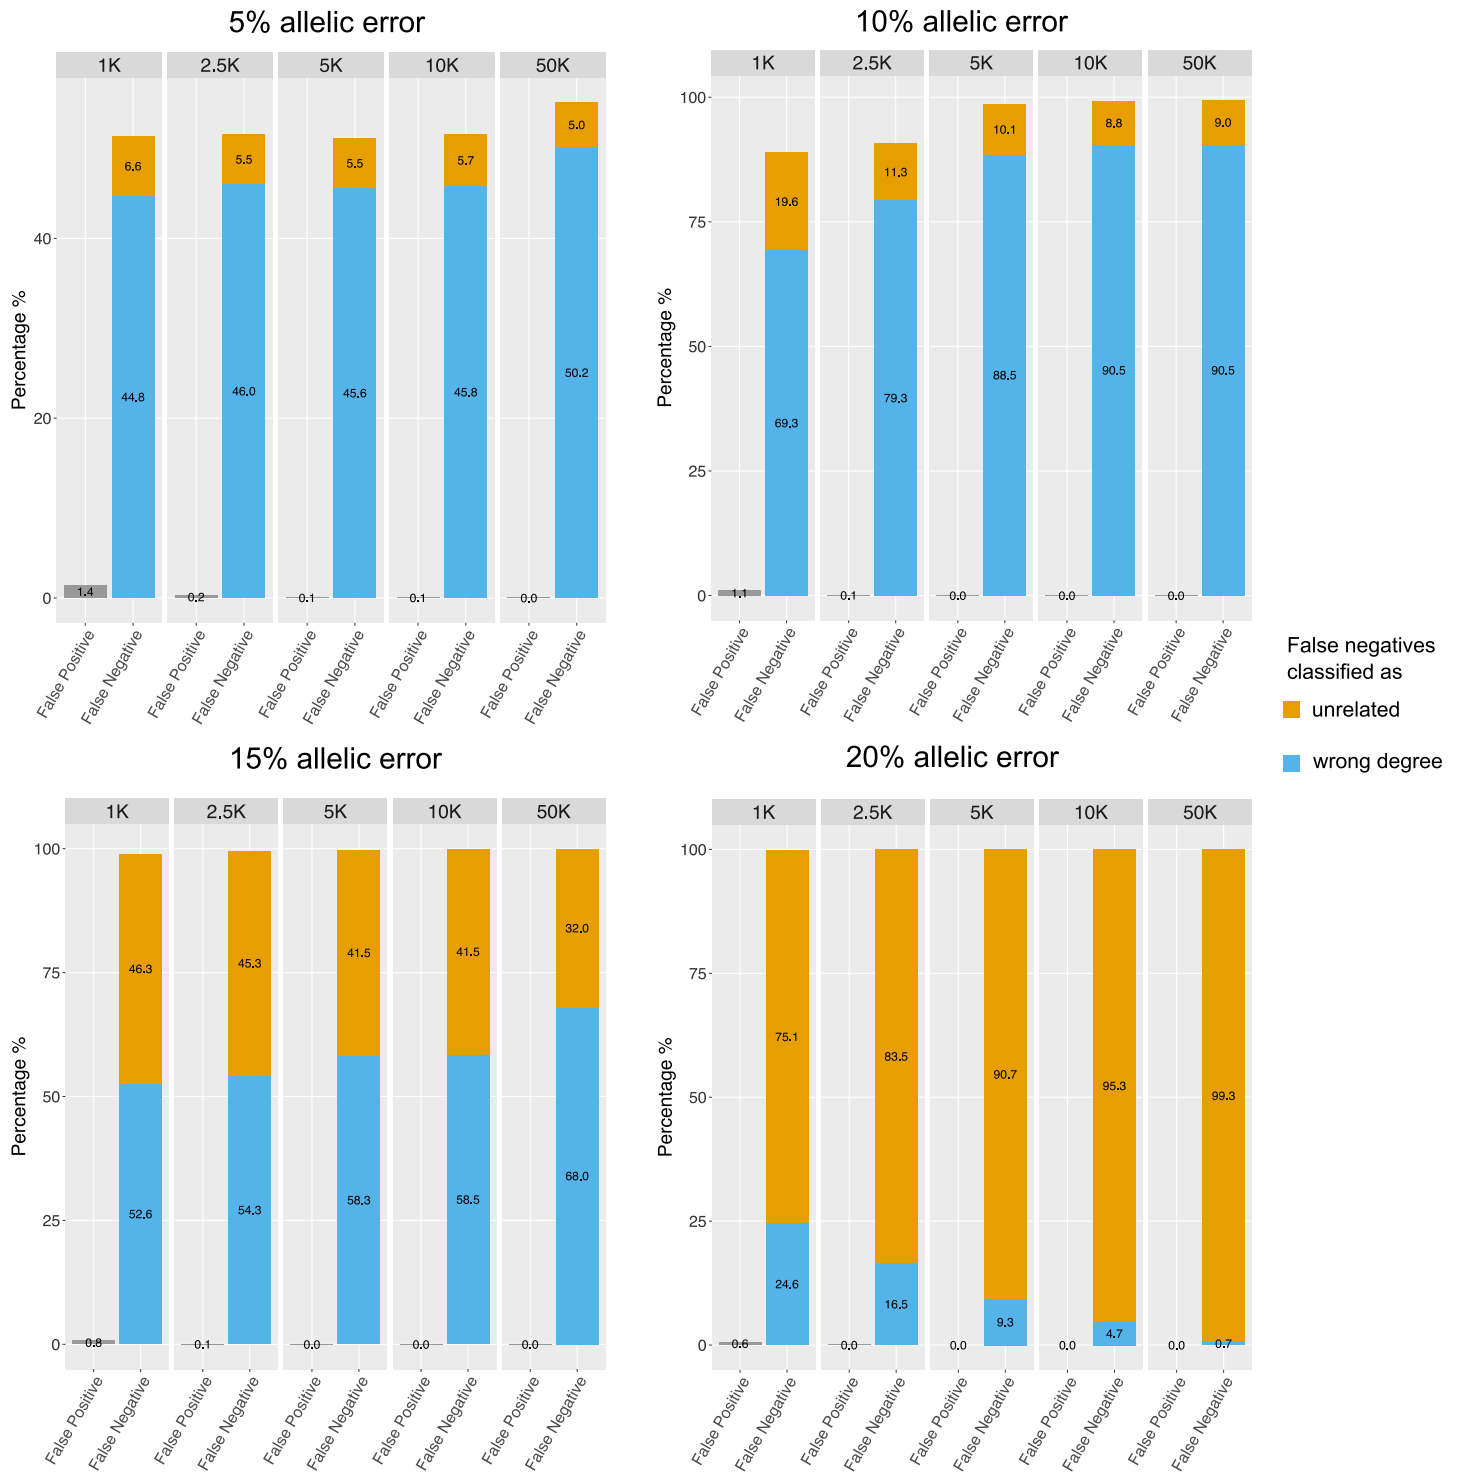 5% allelic error
1K 2.5K 5K 10K 50K
Percentage %
40
20
0
1.4 6.6 44.8
0.2 5.5 46.0
0.1 5.5 45.6
0.1 5.7 45.8
0.0 5.0 50.2
False Positive False Negative False Positive False Negative False Positive False Negative False Positive False Negative False Positive False Negative
10% allelic error
1K 2.5K 5K 10K 50K
Percentage %
100
75
50
25
0
1.1 19.6 69.3
0.1 11.3 79.3
0.0 10.1 88.5
0.0 8.8 90.5
0.0 9.0 90.5
False Positive False Negative False Positive False Negative False Positive False Negative False Positive False Negative False Positive False Negative
False negatives
classified as
unrelated
wrong degree
15% allelic error
1K 2.5K 5K 10K 50K
Percentage %
100
75
50
25
0
0.8 46.3 52.6
0.1 45.3 54.3
0.0 41.5 58.3
0.0 41.5 58.5
0.0 32.0 68.0
False Positive False Negative False Positive False Negative False Positive False Negative False Positive False Negative False Positive False Negative
20% allelic error
1K 2.5K 5K 10K 50K
Percentage %
100
75
50
25
0
0.6 75.1 24.6
0.0 83.5 16.5
0.0 90.7 9.3
0.0 95.3 4.7
0.0 99.3 0.7
False Positive False Negative False Positive False Negative False Positive False Negative False Positive False Negative False Positive False Negative